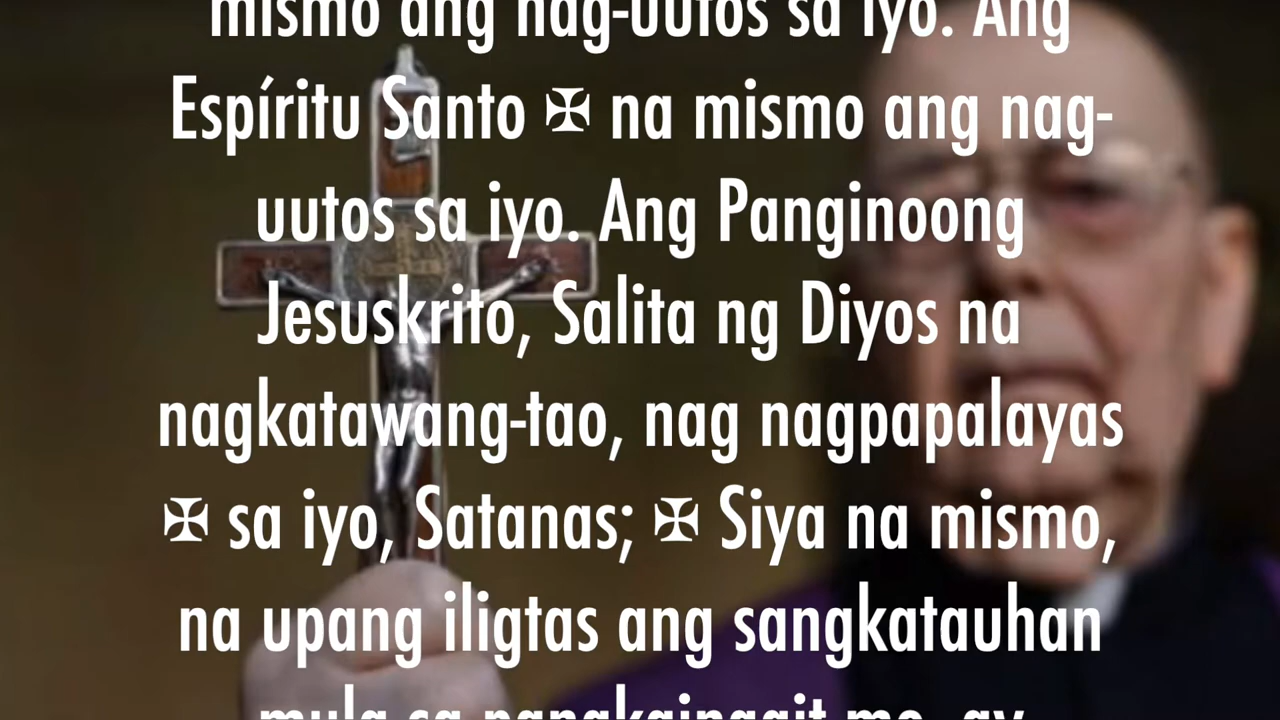 mismo ang nag-uutos sa iyo. Ang
Espíritu Santo ✠ na mismo ang nag-
uutos sa iyo. Ang Panginoong
Jesuskrito, Salita ng Diyos na
nagkatawang-tao, nag nagpapalayas
✠ sa iyo, Satanas; ✠ Siya na mismo,
na upang iligtas ang sangkatauhan
mula sa pangkainggit mo, ay